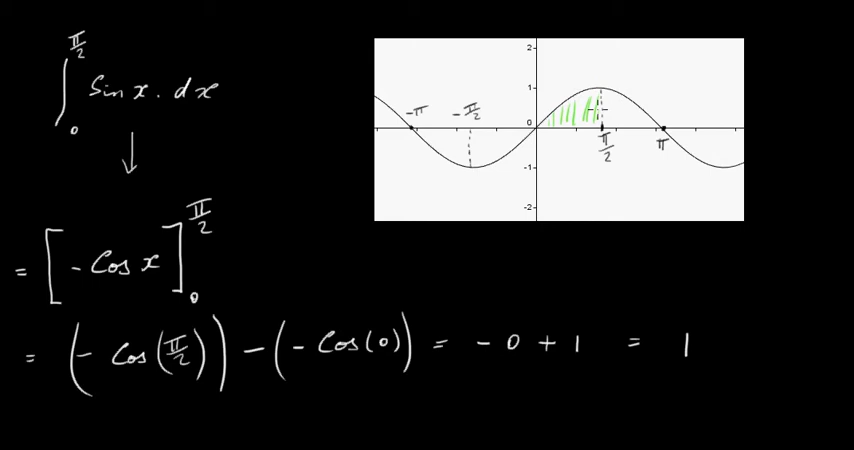 ∫₀^(π/2) Sin x . dx
↓
= [- Cos x]₀^(π/2)
= (- Cos(π/2)) - (- Cos(0)) = - 0 + 1 = 1
2
1
0
-1
-2
-π
-π/2
π/2
π